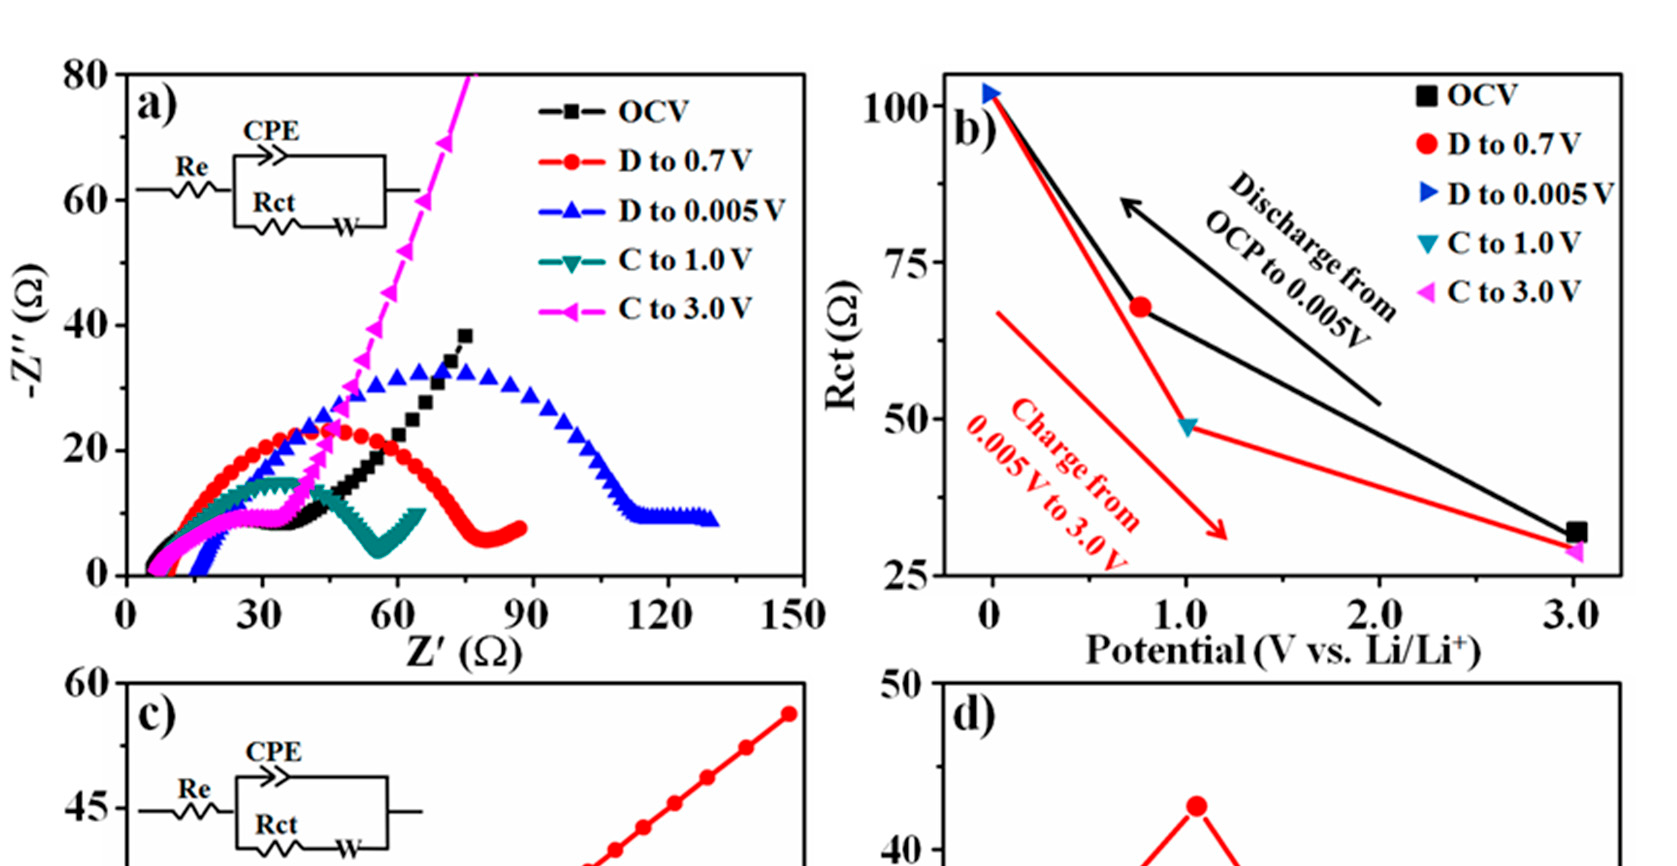 a)
80
60
40
20
0
-Z'' (Ω)
CPE
Re
Rct
W
OCV
D to 0.7 V
D to 0.005 V
C to 1.0 V
C to 3.0 V
0 30 60 90 120 150
Z' (Ω)
b)
100
75
50
25
Rct (Ω)
OCV
D to 0.7 V
D to 0.005 V
C to 1.0 V
C to 3.0 V
Discharge from
OCP to 0.005V
Charge from
0.005 V to 3.0 V
0 1.0 2.0 3.0
Potential (V vs. Li/Li⁺)
c)
60
45
CPE
Re
Rct
W
d)
50
40